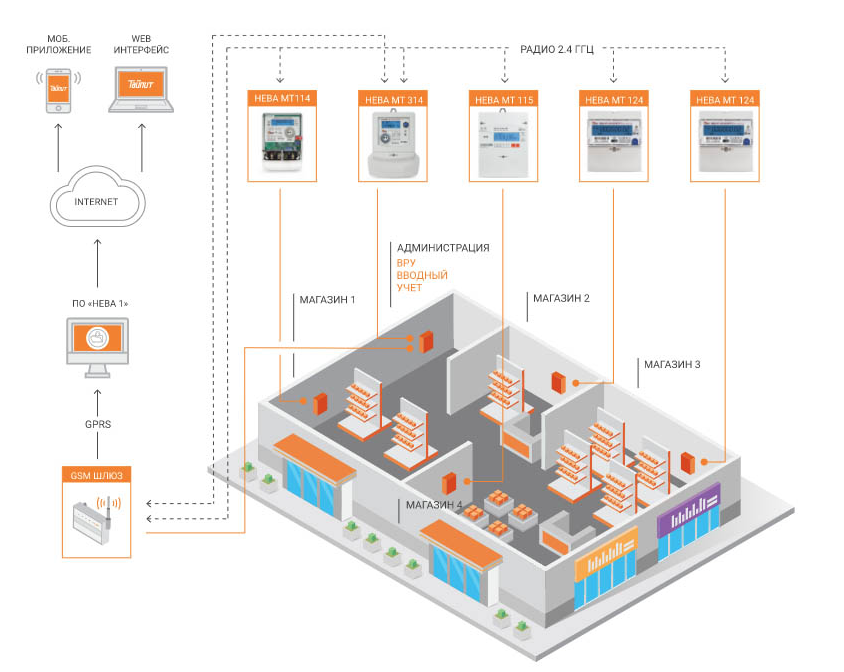 МОБ.
ПРИЛОЖЕНИЕ
WEB
ИНТЕРФЕЙС
РАДИО 2.4 ГГЦ
Тайпит
Тайпит
НЕВА МТ114
НЕВА МТ 314
НЕВА МТ 115
НЕВА МТ 124
НЕВА МТ 124
INTERNET
АДМИНИСТРАЦИЯ
ВРУ
ВВОДНЫЙ
УЧЕТ
МАГАЗИН 1
МАГАЗИН 2
ПО «НЕВА 1»
МАГАЗИН 3
GPRS
GSM ШЛЮЗ
МАГАЗИН 4